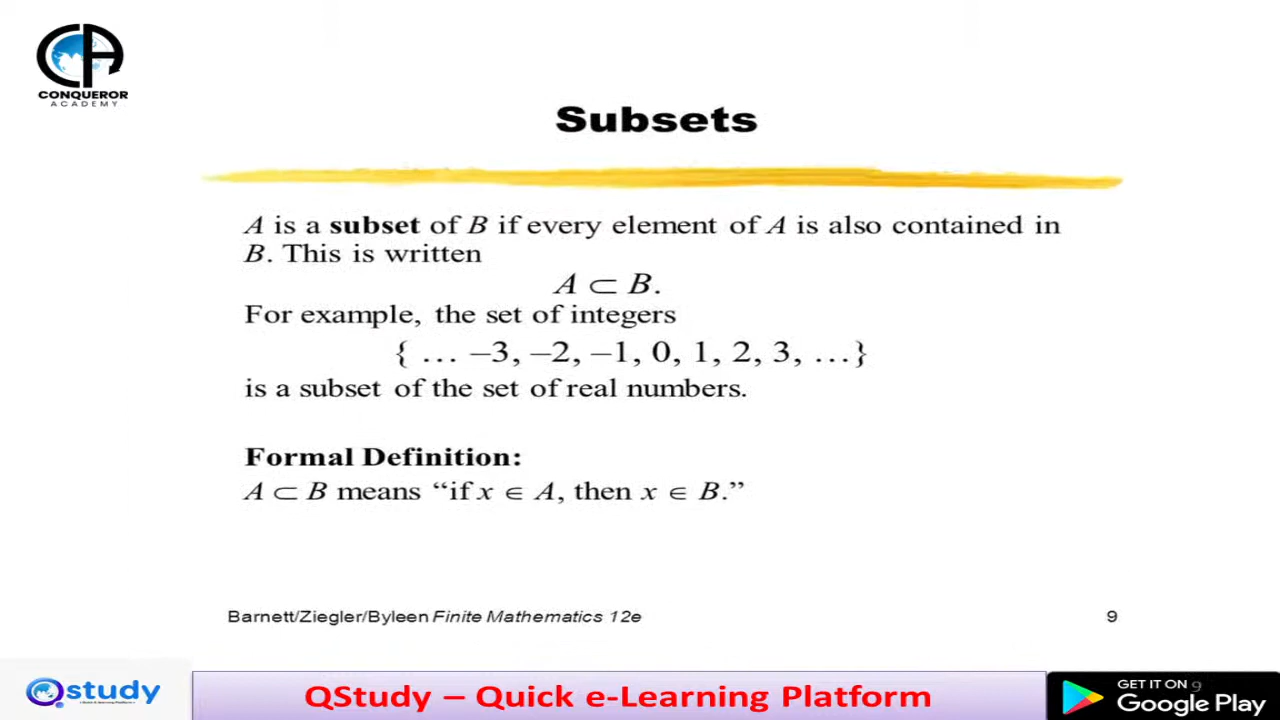 CONQUEROR
ACADEMY
Subsets
A is a subset of B if every element of A is also contained in
B. This is written
A ⊂ B.
For example, the set of integers
{ … –3, –2, –1, 0, 1, 2, 3, …}
is a subset of the set of real numbers.
Formal Definition:
A ⊂ B means “if x ∈ A, then x ∈ B.”
Barnett/Ziegler/Byleen Finite Mathematics 12e
9
Qstudy
QStudy – Quick e-Learning Platform
GET IT ON
9
Google Play